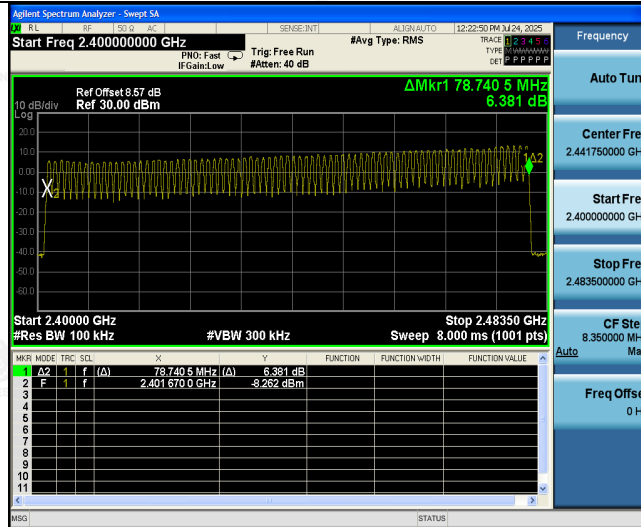 Agilent Spectrum Analyzer - Swept SA
LXI RL RF 50 Ω AC SENSE:INT ALIGN AUTO 12:22:50 PM Jul 24, 2025
Start Freq 2.400000000 GHz
PNO: Fast
IFGain:Low
Trig: Free Run
#Atten: 40 dB
#Avg Type: RMS
TRACE 1 2 3 4 5 6
TYPE M
DET P P P P P P
Frequency
Auto Tun
Center Fre
2.441750000 GH
Start Fre
2.400000000 GH
Stop Fre
2.483500000 GH
CF Ste
8.350000 MH
Auto Ma
Freq Offse
0 H
ΔMkr1 78.740 5 MHz
6.381 dB
Ref Offset 8.57 dB
10 dB/div Ref 30.00 dBm
Log
20.0
10.0
0.00
-10.0
-20.0
-30.0
-40.0
-50.0
-60.0
1Δ2
X2
Start 2.40000 GHz Stop 2.48350 GHz
#Res BW 100 kHz #VBW 300 kHz Sweep 8.000 ms (1001 pts)
MKR MODE TRC SCL X Y FUNCTION FUNCTION WIDTH FUNCTION VALUE
1 Δ2 1 f (Δ) 78.740 5 MHz (Δ) 6.381 dB
2 F 1 f 2.401 670 0 GHz -8.262 dBm
3
4
5
6
7
8
9
10
11
MSG STATUS